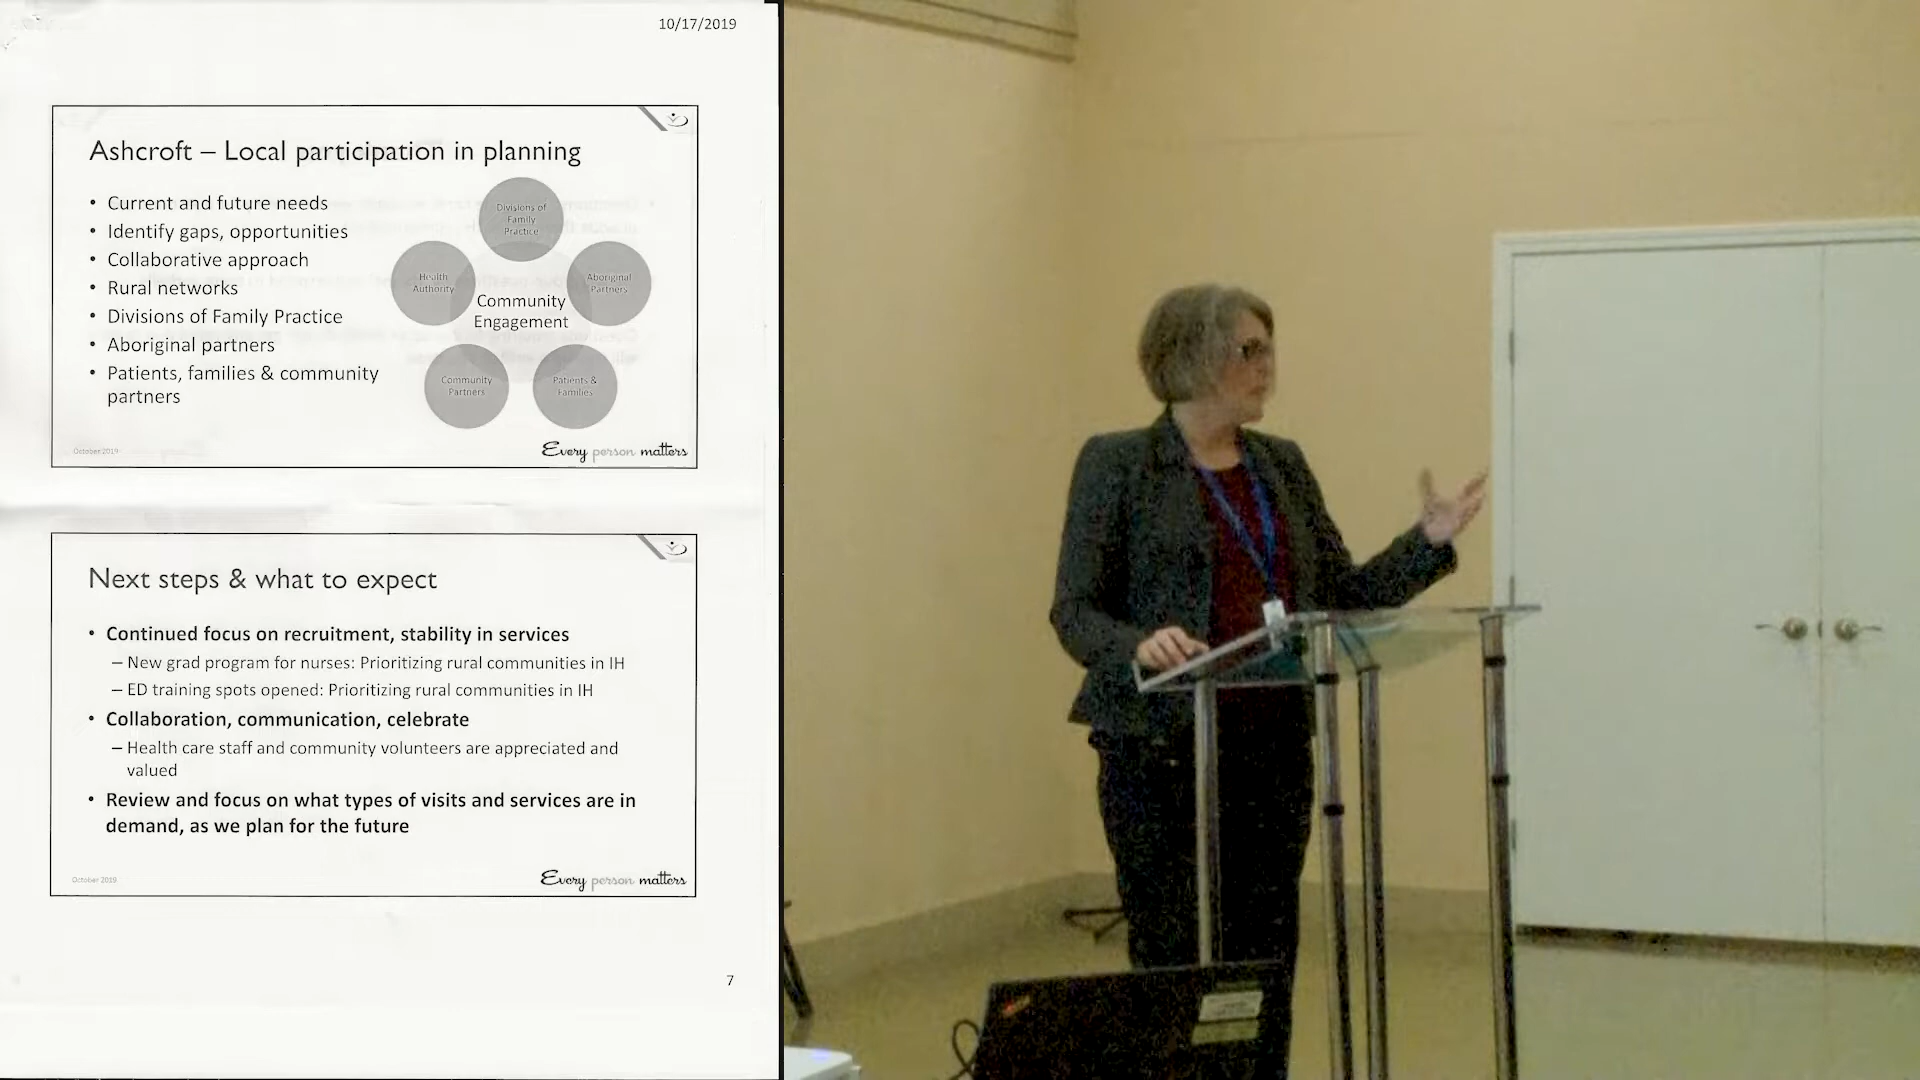 10/17/2019
Ashcroft – Local participation in planning
• Current and future needs
• Identify gaps, opportunities
• Collaborative approach
• Rural networks
• Divisions of Family Practice
• Aboriginal partners
• Patients, families & community
partners
Divisions of
Family
Practice
Health
Authority
Aboriginal
Partners
Community
Engagement
Community
Partners
Patients &
Families
October 2019
Every person matters
Next steps & what to expect
• Continued focus on recruitment, stability in services
– New grad program for nurses: Prioritizing rural communities in IH
– ED training spots opened: Prioritizing rural communities in IH
• Collaboration, communication, celebrate
– Health care staff and community volunteers are appreciated and
valued
• Review and focus on what types of visits and services are in
demand, as we plan for the future
October 2019
Every person matters
7